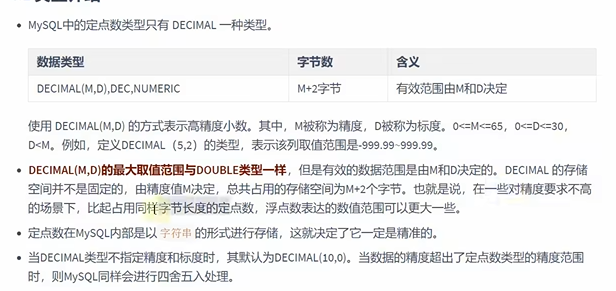 MySQL中的定点数类型只有 DECIMAL 一种类型。
数据类型 字节数 含义
DECIMAL(M,D),DEC,NUMERIC M+2字节 有效范围由M和D决定
使用 DECIMAL(M,D) 的方式表示高精度小数。其中，M被称为精度，D被称为标度。0<=M<=65，0<=D<=30，
D<M。例如，定义DECIMAL（5,2）的类型，表示该列取值范围是-999.99~999.99。
DECIMAL(M,D)的最大取值范围与DOUBLE类型一样，但是有效的数据范围是由M和D决定的。DECIMAL 的存储
空间并不是固定的，由精度值M决定，总共占用的存储空间为M+2个字节。也就是说，在一些对精度要求不高
的场景下，比起占用同样字节长度的定点数，浮点数表达的数值范围可以更大一些。
定点数在MySQL内部是以 字符串 的形式进行存储，这就决定了它一定是精准的。
当DECIMAL类型不指定精度和标度时，其默认为DECIMAL(10,0)。当数据的精度超出了定点数类型的精度范围
时，则MySQL同样会进行四舍五入处理。